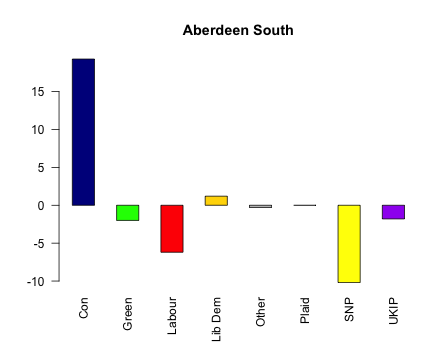 Aberdeen South
15
10
5
0
-5
-10
Con
Green
Labour
Lib Dem
Other
Plaid
SNP
UKIP